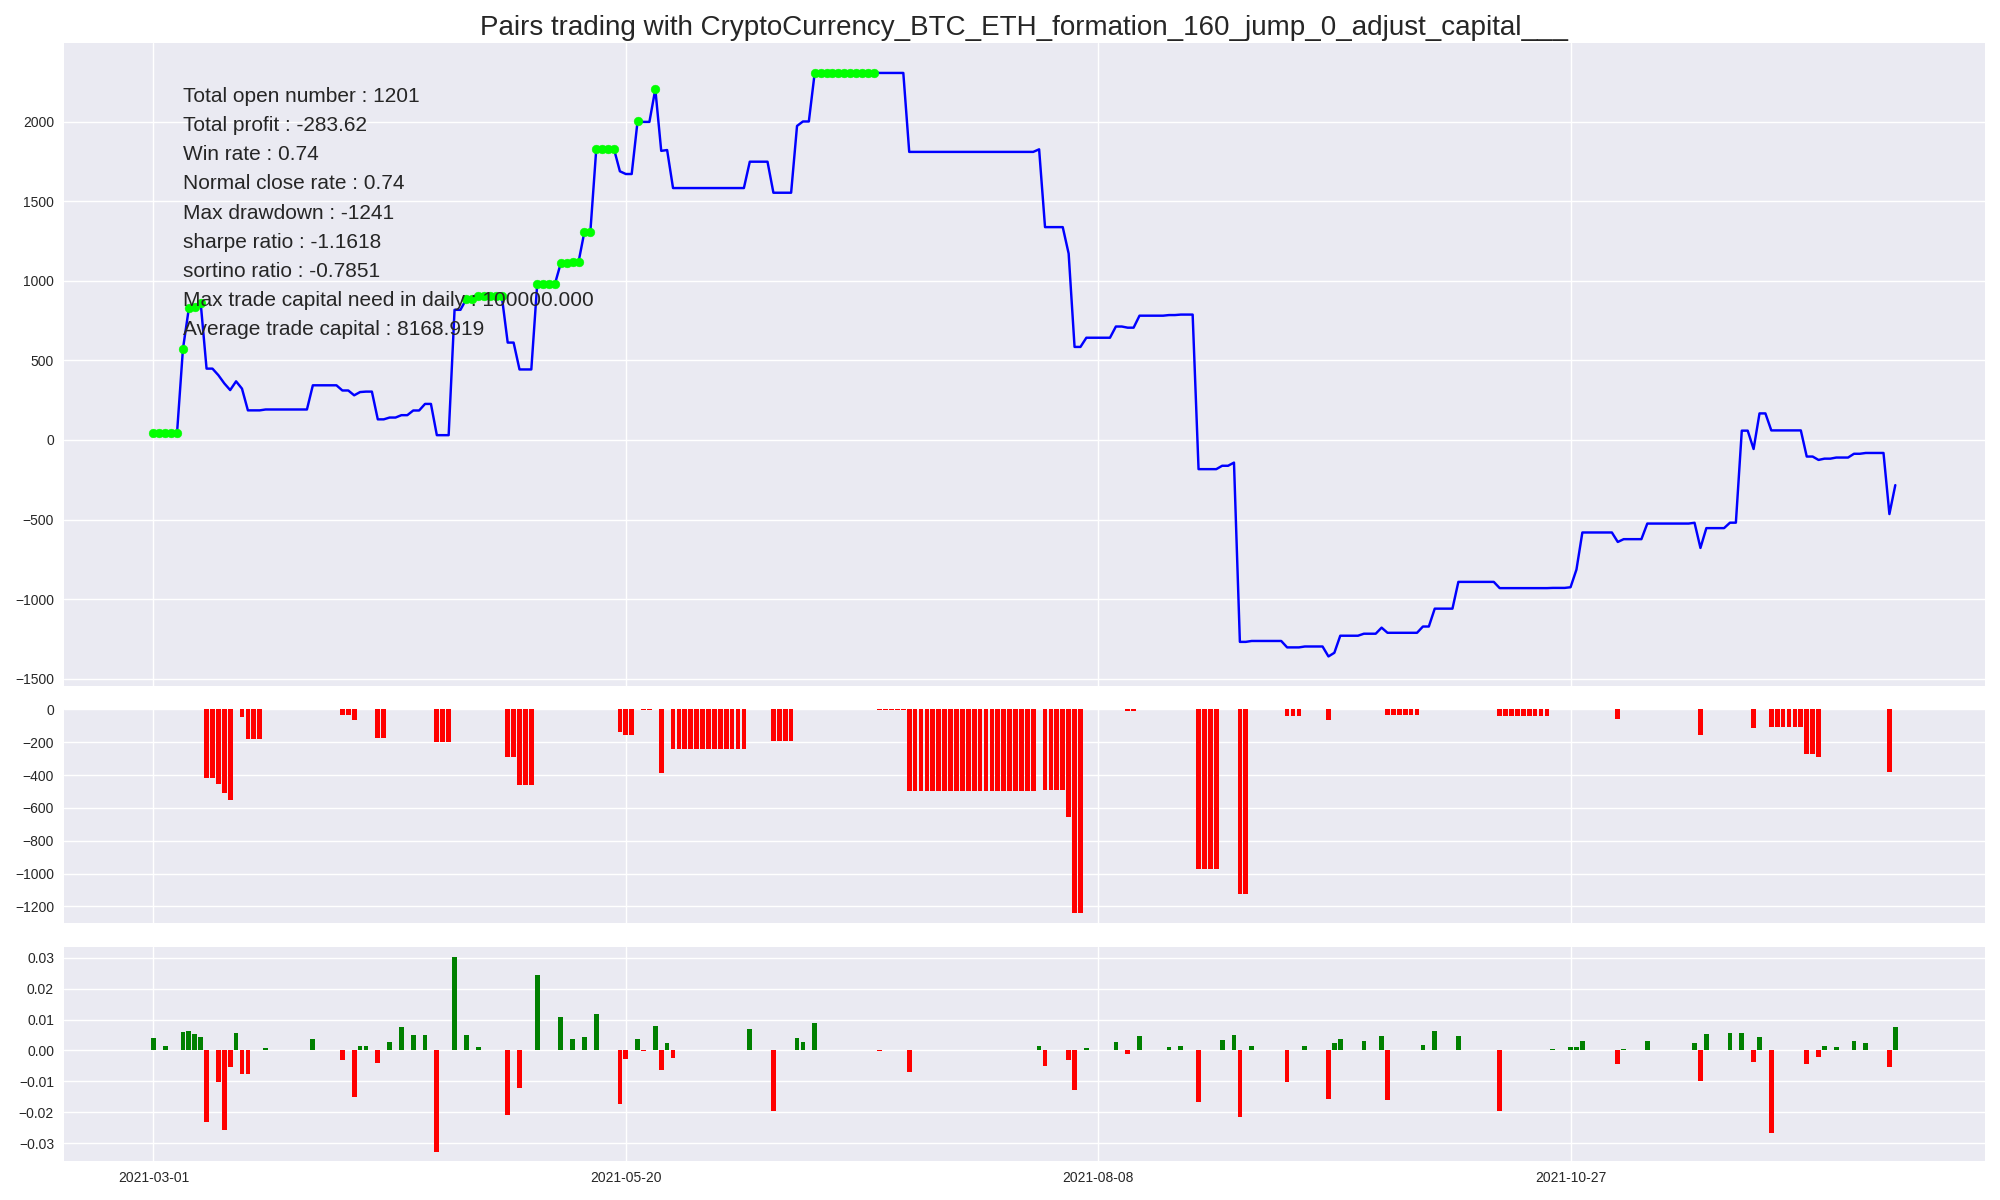 Pairs trading with CryptoCurrency_BTC_ETH_formation_160_jump_0_adjust_capital___
Total open number : 1201
Total profit : -283.62
Win rate : 0.74
Normal close rate : 0.74
Max drawdown : -1241
sharpe ratio : -1.1618
sortino ratio : -0.7851
Max trade capital need in daily : 100000.000
Average trade capital : 8168.919
2000
1500
1000
500
0
−500
−1000
−1500
0
−200
−400
−600
−800
−1000
−1200
0.03
0.02
0.01
0.00
−0.01
−0.02
−0.03
2021-03-01
2021-05-20
2021-08-08
2021-10-27